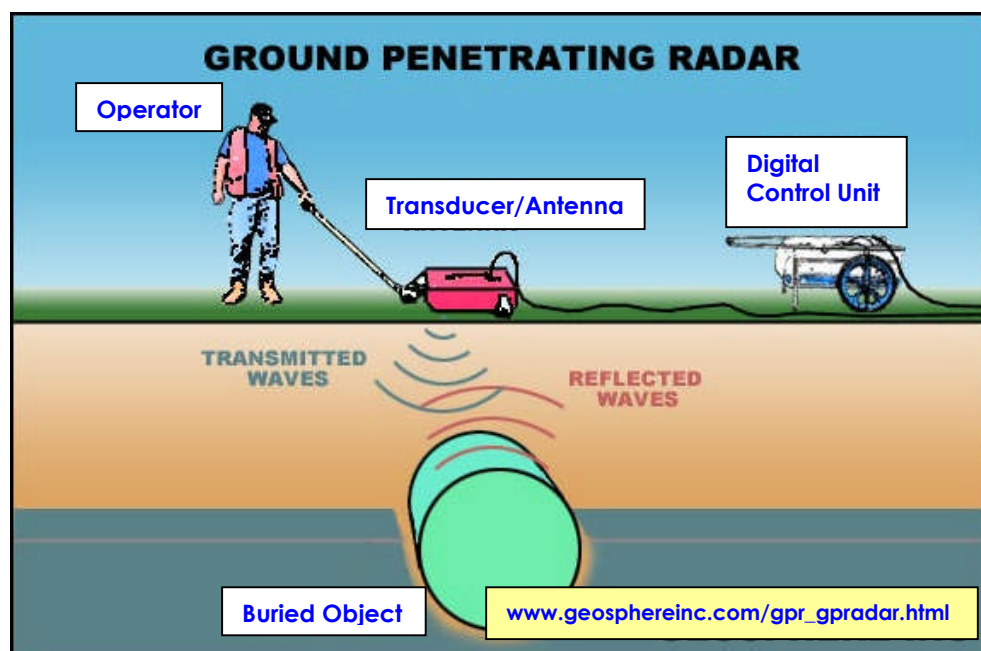 GROUND PENETRATING RADAR
Operator
Digital
Control Unit
Transducer/Antenna
TRANSMITTED
WAVES
REFLECTED
WAVES
Buried Object
www.geosphereinc.com/gpr_gpradar.html